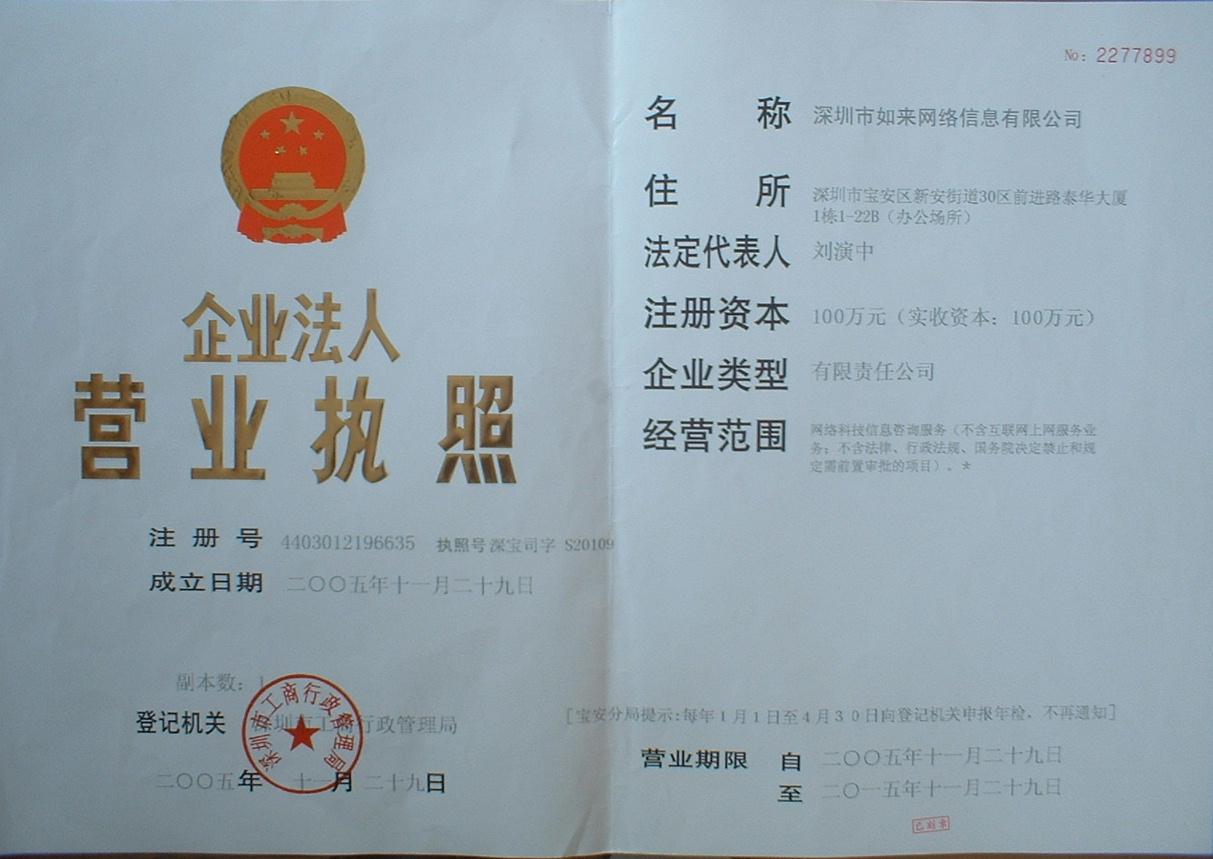 企业法人
营业执照
注册号 4403012196635 执照号 深宝司字 S20109
成立日期 二〇〇五年十一月二十九日
副本数：1
登记机关 深圳市工商行政管理局
深圳市工商行政管理局
二〇〇五年 十一月 二十九日
No: 2277899
名称 深圳市如来网络信息有限公司
住所 深圳市宝安区新安街道30区前进路泰华大厦
1栋1-22B（办公场所）
法定代表人 刘演中
注册资本 100万元（实收资本：100万元）
企业类型 有限责任公司
经营范围 网络科技信息咨询服务（不含互联网上网服务业
务；不含法律、行政法规、国务院决定禁止和规
定需前置审批的项目）。*
[宝安分局提示:每年1月1日至4月30日向登记机关申报年检，不再通知]
营业期限 自 二〇〇五年十一月二十九日
至 二〇一五年十一月二十九日